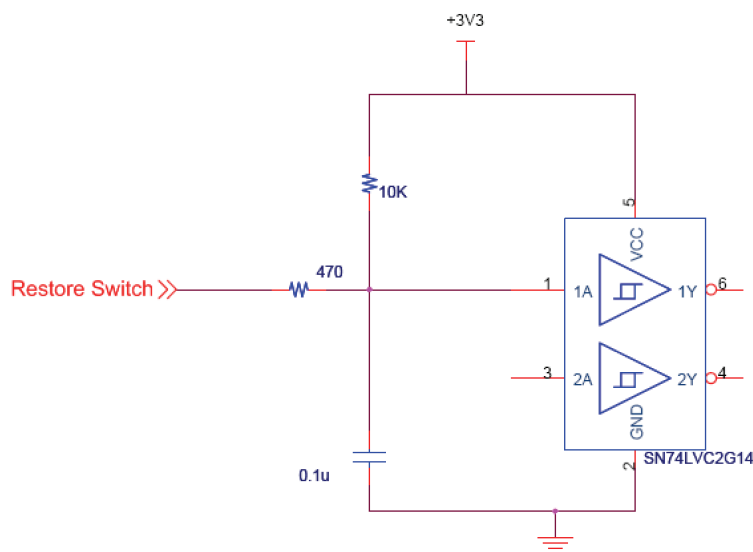 +3V3
10K
5
VCC
470
Restore Switch
1
1A
1Y
6
3
2A
2Y
4
GND
0.1u
2
SN74LVC2G14